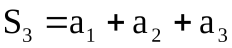 S₃ =a₁ + a₂ + a₃